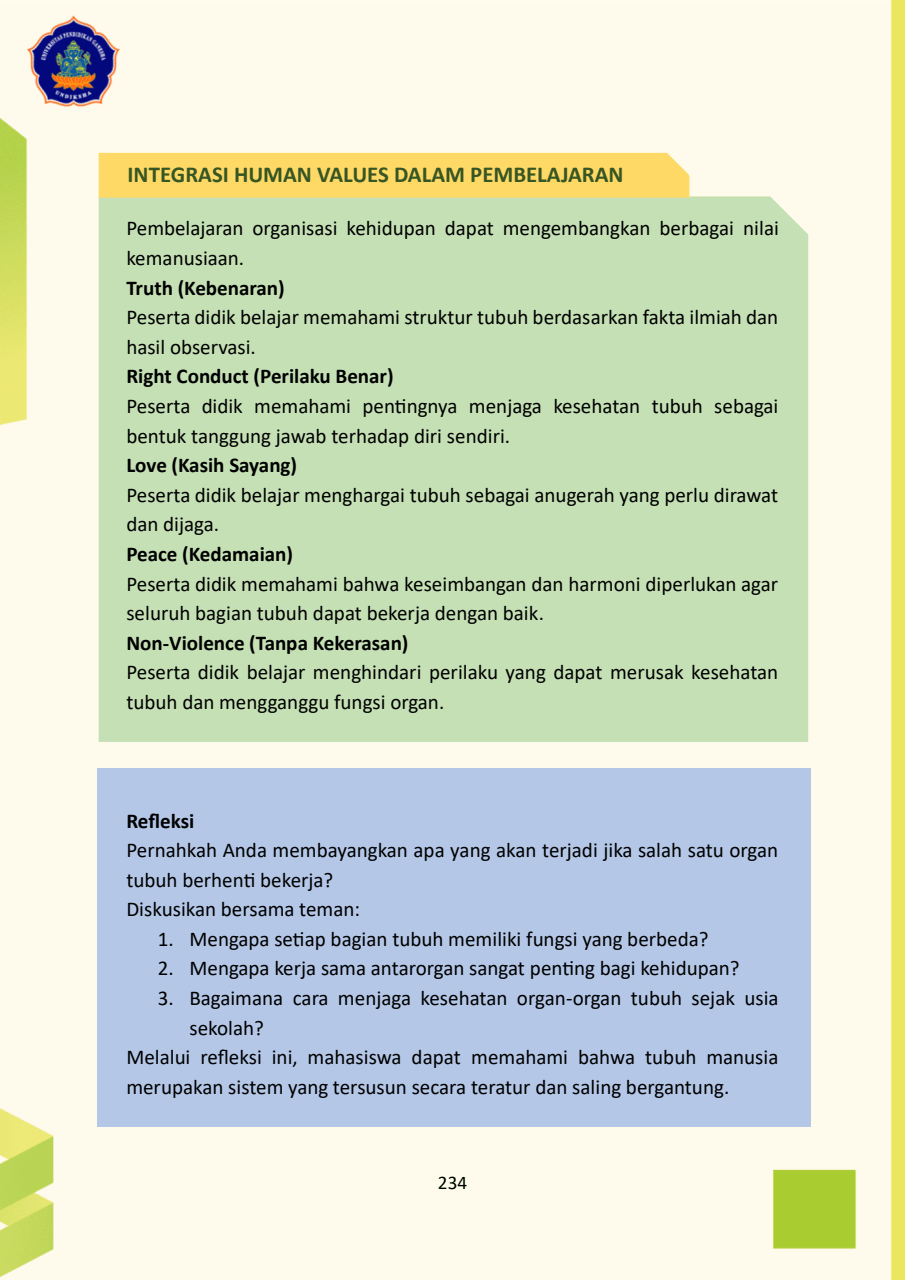 UNIVERSITAS PENDIDIKAN GANESHA
UNDIKSHA
INTEGRASI HUMAN VALUES DALAM PEMBELAJARAN
Pembelajaran organisasi kehidupan dapat mengembangkan berbagai nilai
kemanusiaan.
Truth (Kebenaran)
Peserta didik belajar memahami struktur tubuh berdasarkan fakta ilmiah dan
hasil observasi.
Right Conduct (Perilaku Benar)
Peserta didik memahami pentingnya menjaga kesehatan tubuh sebagai
bentuk tanggung jawab terhadap diri sendiri.
Love (Kasih Sayang)
Peserta didik belajar menghargai tubuh sebagai anugerah yang perlu dirawat
dan dijaga.
Peace (Kedamaian)
Peserta didik memahami bahwa keseimbangan dan harmoni diperlukan agar
seluruh bagian tubuh dapat bekerja dengan baik.
Non-Violence (Tanpa Kekerasan)
Peserta didik belajar menghindari perilaku yang dapat merusak kesehatan
tubuh dan mengganggu fungsi organ.
Refleksi
Pernahkah Anda membayangkan apa yang akan terjadi jika salah satu organ
tubuh berhenti bekerja?
Diskusikan bersama teman:
1. Mengapa setiap bagian tubuh memiliki fungsi yang berbeda?
2. Mengapa kerja sama antarorgan sangat penting bagi kehidupan?
3. Bagaimana cara menjaga kesehatan organ-organ tubuh sejak usia
sekolah?
Melalui refleksi ini, mahasiswa dapat memahami bahwa tubuh manusia
merupakan sistem yang tersusun secara teratur dan saling bergantung.
234